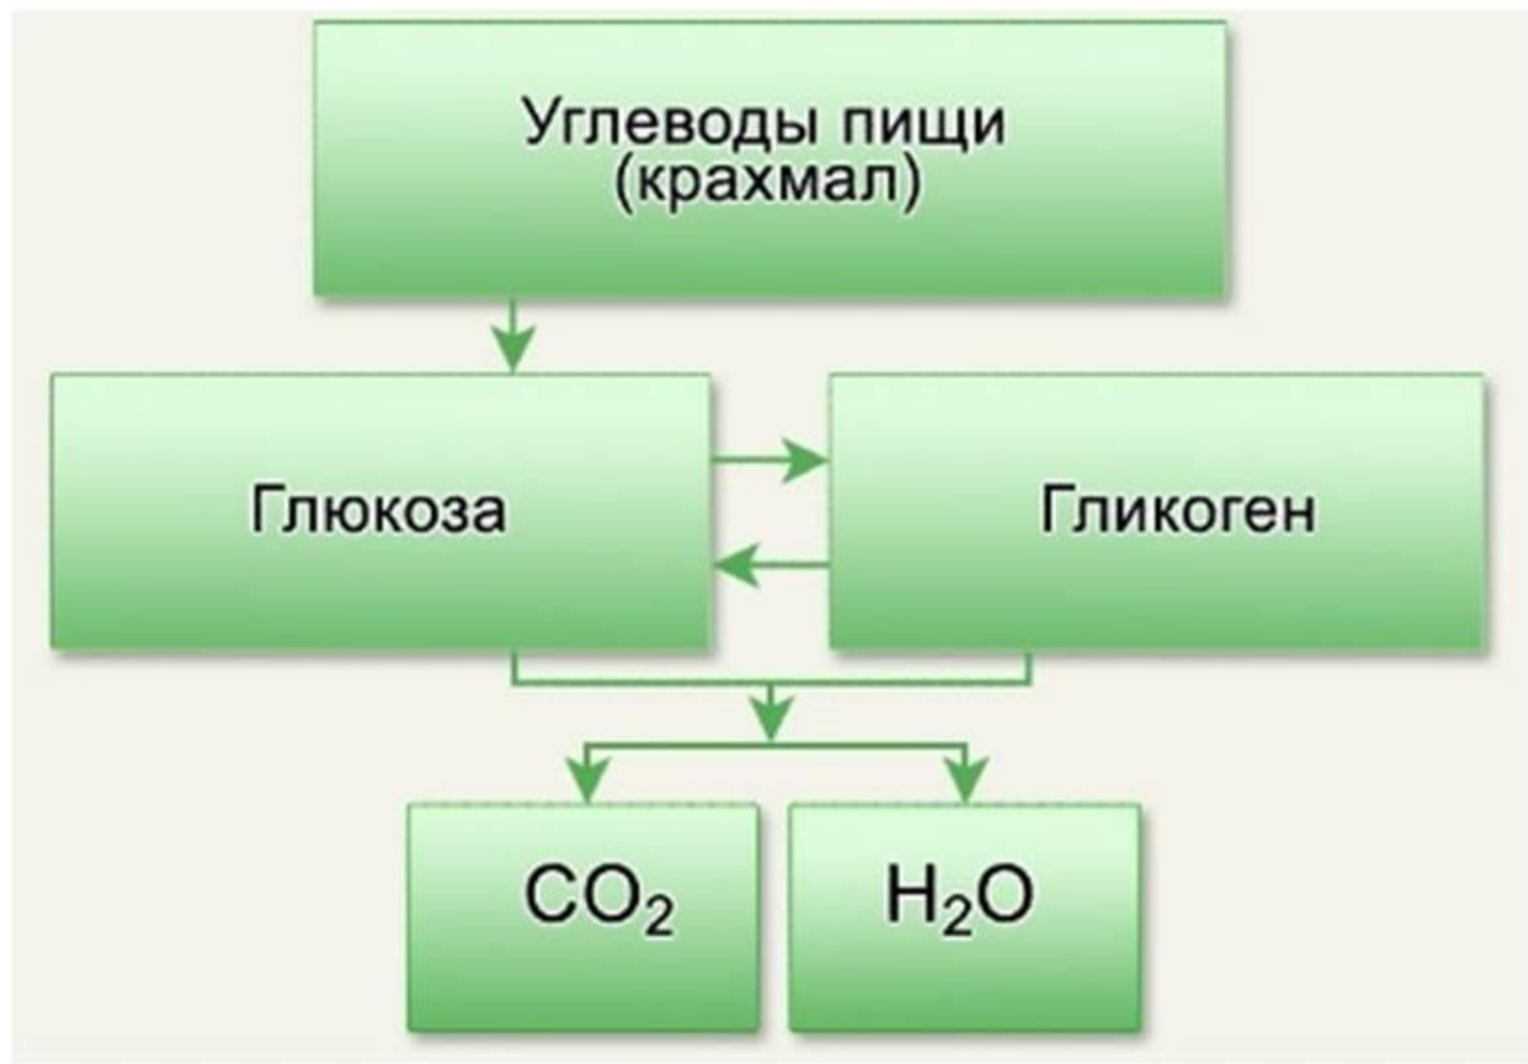 Углеводы пищи
(крахмал)
Глюкоза
Гликоген
CO₂
H₂O